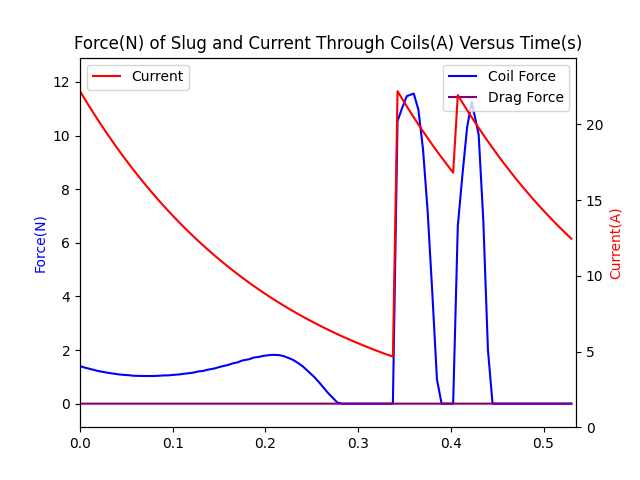 Force(N) of Slug and Current Through Coils(A) Versus Time(s)
Current
Coil Force
Drag Force
12
10
8
6
4
2
0
Force(N)
20
15
10
5
0
Current(A)
0.0 0.1 0.2 0.3 0.4 0.5